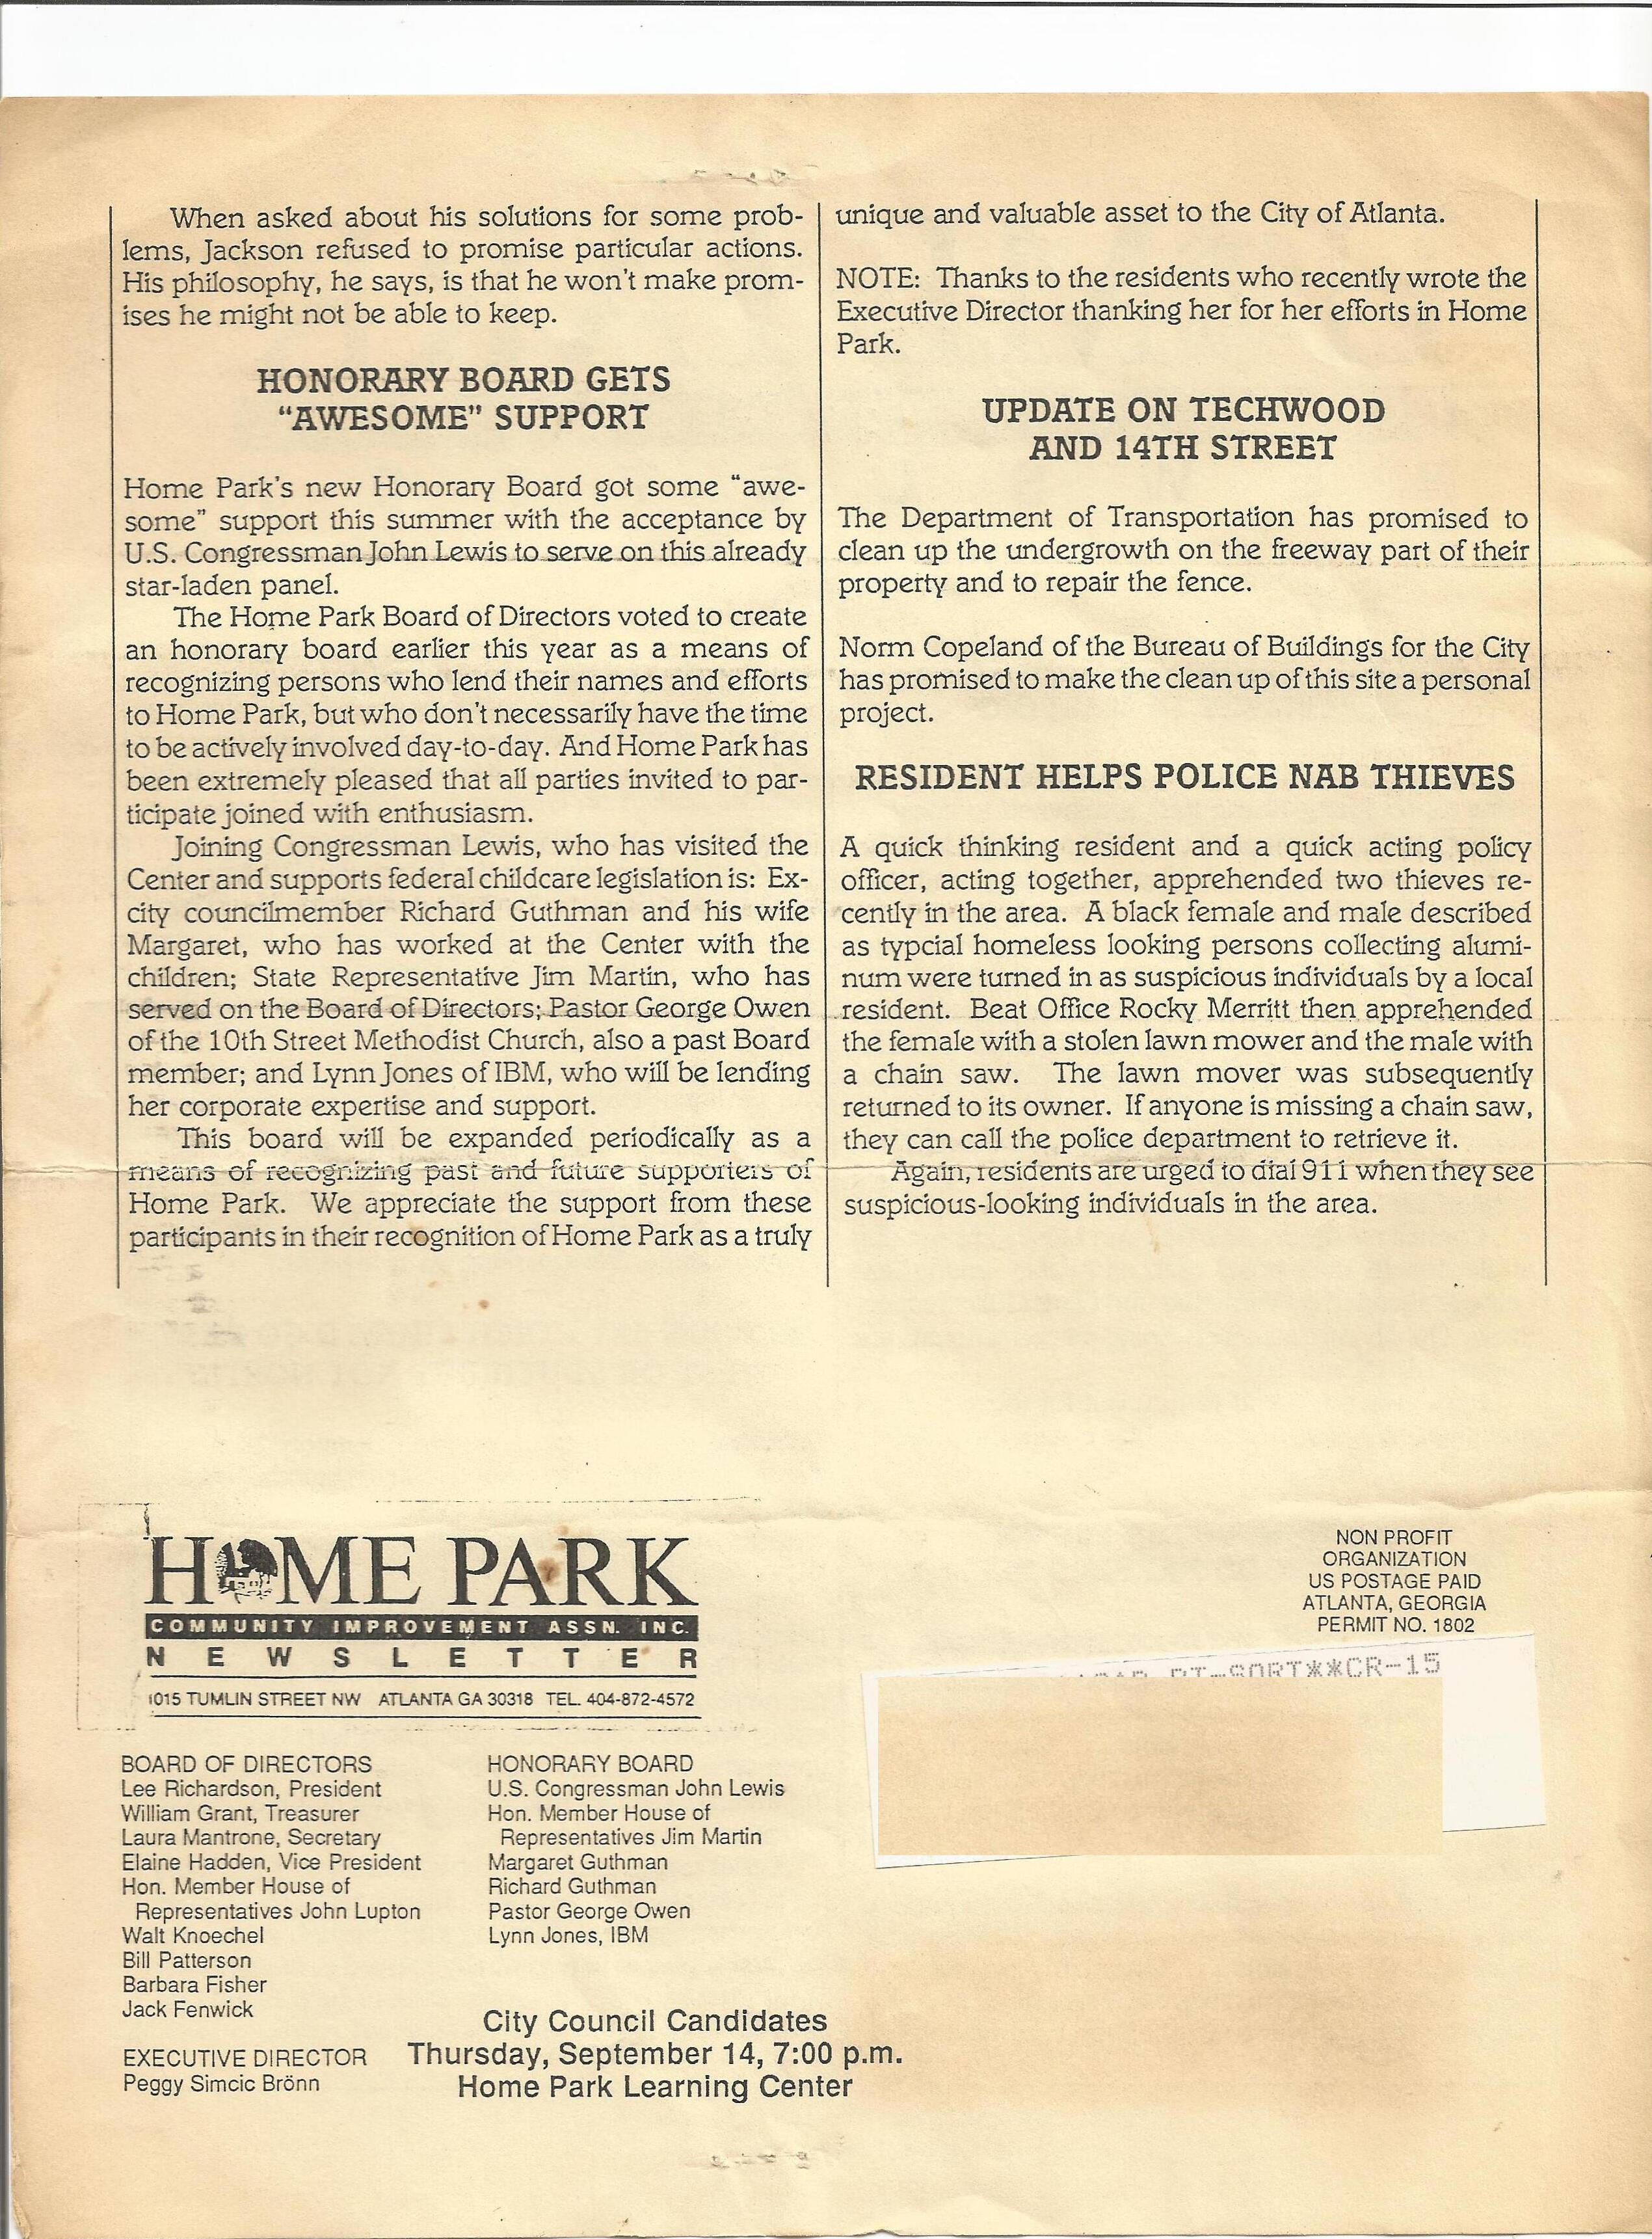 When asked about his solutions for some prob-
lems, Jackson refused to promise particular actions.
His philosophy, he says, is that he won't make prom-
ises he might not be able to keep.
HONORARY BOARD GETS
“AWESOME” SUPPORT
Home Park's new Honorary Board got some “awe-
some” support this summer with the acceptance by
U.S. Congressman John Lewis to serve on this already
star-laden panel.
The Home Park Board of Directors voted to create
an honorary board earlier this year as a means of
recognizing persons who lend their names and efforts
to Home Park, but who don't necessarily have the time
to be actively involved day-to-day. And Home Park has
been extremely pleased that all parties invited to par-
ticipate joined with enthusiasm.
Joining Congressman Lewis, who has visited the
Center and supports federal childcare legislation is: Ex-
city councilmember Richard Guthman and his wife
Margaret, who has worked at the Center with the
children; State Representative Jim Martin, who has
served on the Board of Directors; Pastor George Owen
of the 10th Street Methodist Church, also a past Board
member; and Lynn Jones of IBM, who will be lending
her corporate expertise and support.
This board will be expanded periodically as a
means of recognizing past and future supporters of
Home Park. We appreciate the support from these
participants in their recognition of Home Park as a truly
unique and valuable asset to the City of Atlanta.
NOTE: Thanks to the residents who recently wrote the
Executive Director thanking her for her efforts in Home
Park.
UPDATE ON TECHWOOD
AND 14TH STREET
The Department of Transportation has promised to
clean up the undergrowth on the freeway part of their
property and to repair the fence.
Norm Copeland of the Bureau of Buildings for the City
has promised to make the clean up of this site a personal
project.
RESIDENT HELPS POLICE NAB THIEVES
A quick thinking resident and a quick acting policy
officer, acting together, apprehended two thieves re-
cently in the area. A black female and male described
as typcial homeless looking persons collecting alumi-
num were turned in as suspicious individuals by a local
resident. Beat Office Rocky Merritt then apprehended
the female with a stolen lawn mower and the male with
a chain saw. The lawn mover was subsequently
returned to its owner. If anyone is missing a chain saw,
they can call the police department to retrieve it.
Again, residents are urged to dial 911 when they see
suspicious-looking individuals in the area.
HOME PARK
COMMUNITY IMPROVEMENT ASSN. INC.
NEWSLETTER
1015 TUMLIN STREET NW ATLANTA GA 30318 TEL. 404-872-4572
NON PROFIT
ORGANIZATION
US POSTAGE PAID
ATLANTA, GEORGIA
PERMIT NO. 1802
RT-SORT**CR-15
BOARD OF DIRECTORS
Lee Richardson, President
William Grant, Treasurer
Laura Mantrone, Secretary
Elaine Hadden, Vice President
Hon. Member House of
Representatives John Lupton
Walt Knoechel
Bill Patterson
Barbara Fisher
Jack Fenwick
EXECUTIVE DIRECTOR
Peggy Simcic Brönn
HONORARY BOARD
U.S. Congressman John Lewis
Hon. Member House of
Representatives Jim Martin
Margaret Guthman
Richard Guthman
Pastor George Owen
Lynn Jones, IBM
City Council Candidates
Thursday, September 14, 7:00 p.m.
Home Park Learning Center